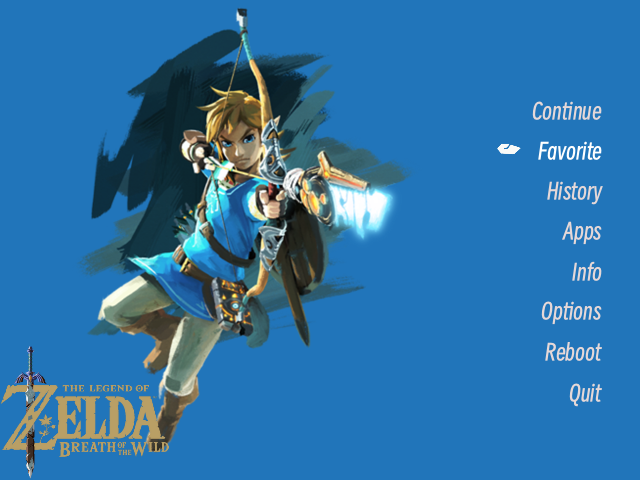 Continue
Favorite
History
Apps
Info
Options
Reboot
Quit
THE LEGEND OF
ZELDA
BREATH OF THE WILD